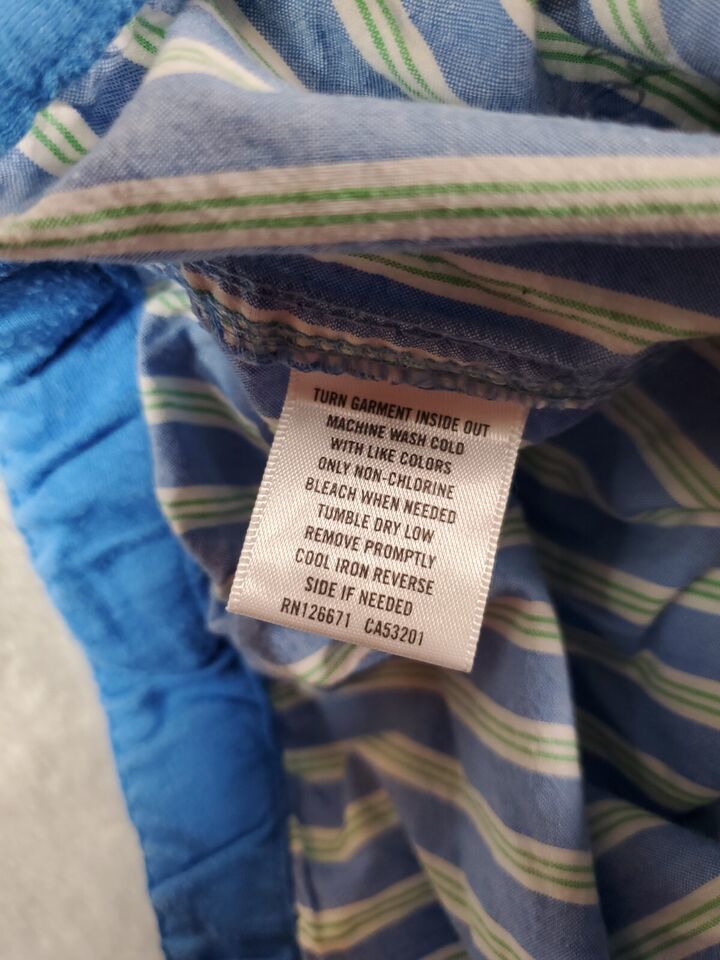 TURN GARMENT INSIDE OUT
MACHINE WASH COLD
WITH LIKE COLORS
ONLY NON-CHLORINE
BLEACH WHEN NEEDED
TUMBLE DRY LOW
REMOVE PROMPTLY
COOL IRON REVERSE
SIDE IF NEEDED
RN126671 CA53201